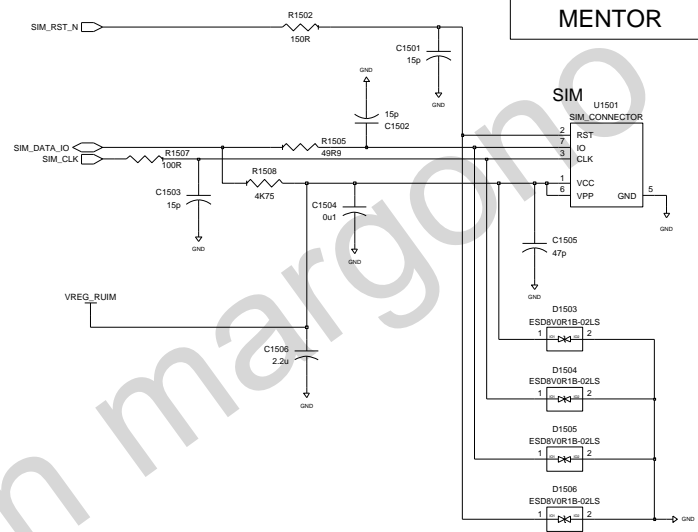 MENTOR
SIM_RST_N
R1502
150R
C1501
15p
GND
GND
15p
C1502
SIM
U1501
SIM_CONNECTOR
2 RST
7 IO
3 CLK
1 VCC
6 VPP
GND 5
GND
SIM_DATA_IO
SIM_CLK
R1507
100R
R1505
49R9
C1503
15p
GND
R1508
4K75
C1504
0u1
GND
C1505
47p
GND
VREG_RUIM
C1506
2.2u
GND
D1503
ESD8V0R1B-02LS
1 2
D1504
ESD8V0R1B-02LS
1 2
D1505
ESD8V0R1B-02LS
1 2
D1506
ESD8V0R1B-02LS
1 2
GND
n margono